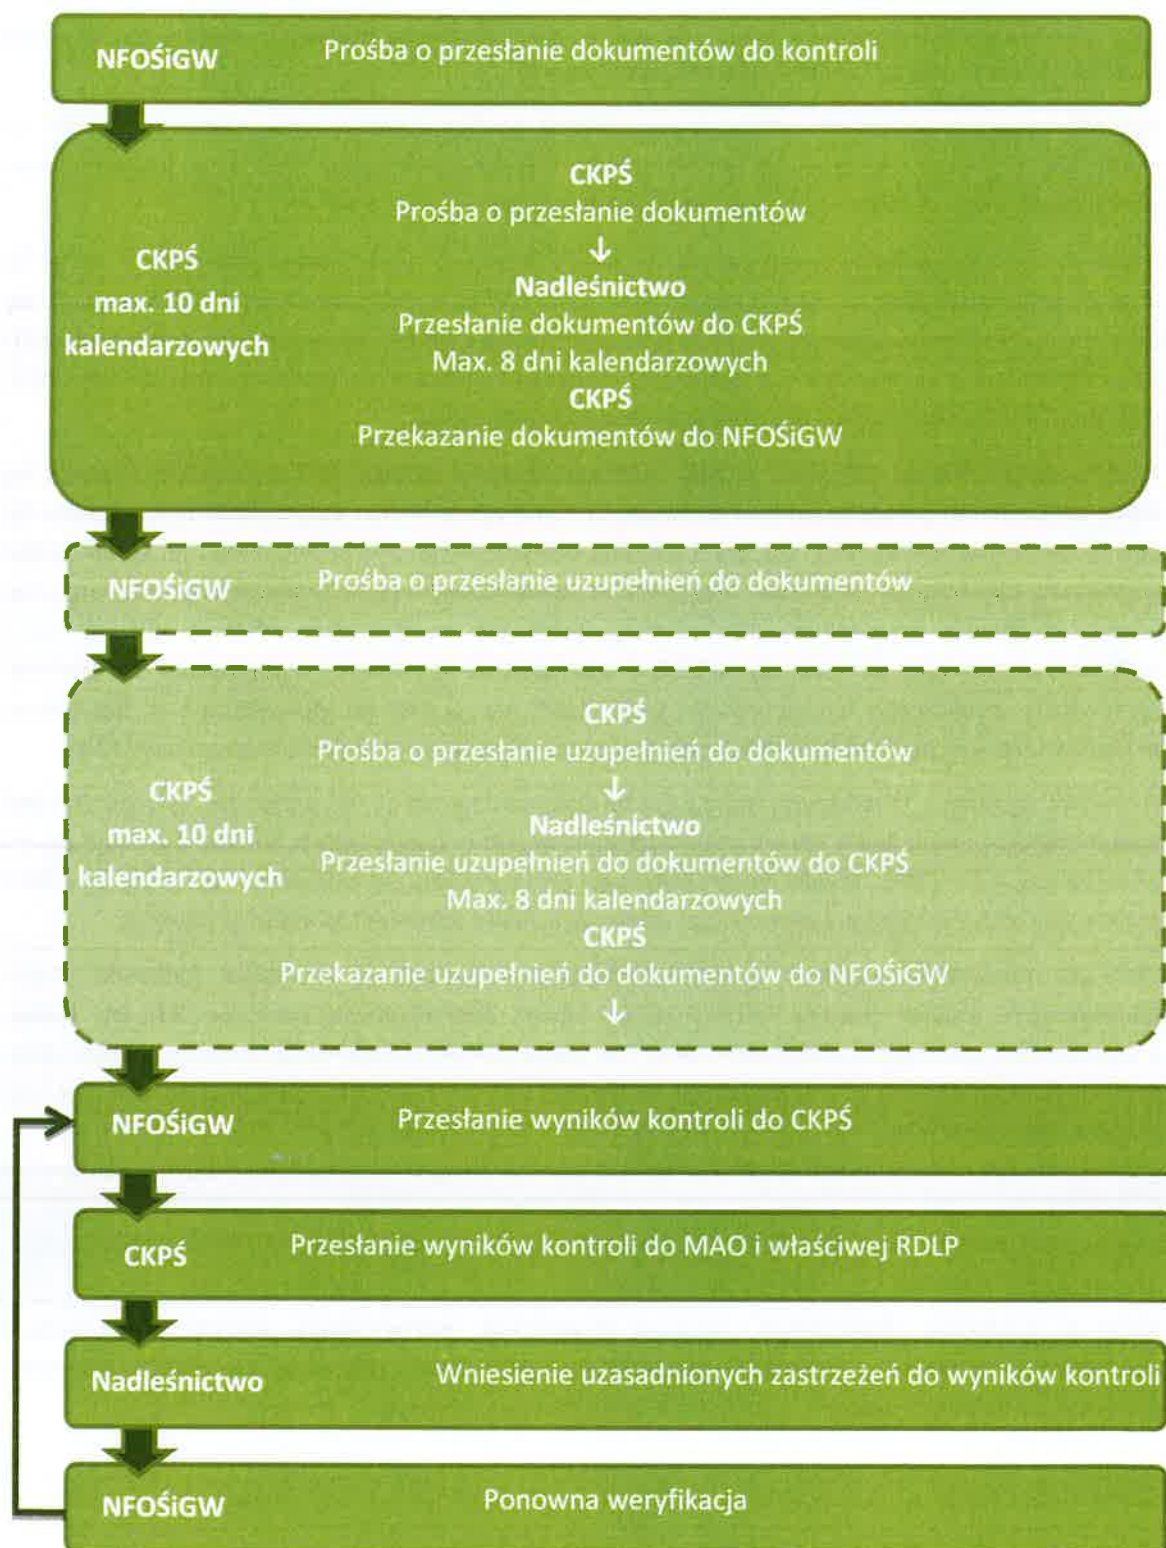 NFOŚiGW Prośba o przesłanie dokumentów do kontroli
CKPŚ
max. 10 dni
kalendarzowych
CKPŚ
Prośba o przesłanie dokumentów
↓
Nadleśnictwo
Przesłanie dokumentów do CKPŚ
Max. 8 dni kalendarzowych
CKPŚ
Przekazanie dokumentów do NFOŚiGW
NFOŚiGW Prośba o przesłanie uzupełnień do dokumentów
CKPŚ
max. 10 dni
kalendarzowych
CKPŚ
Prośba o przesłanie uzupełnień do dokumentów
↓
Nadleśnictwo
Przesłanie uzupełnień do dokumentów do CKPŚ
Max. 8 dni kalendarzowych
CKPŚ
Przekazanie uzupełnień do dokumentów do NFOŚiGW
↓
NFOŚiGW Przesłanie wyników kontroli do CKPŚ
CKPŚ Przesłanie wyników kontroli do MAO i właściwej RDLP
Nadleśnictwo Wniesienie uzasadnionych zastrzeżeń do wyników kontroli
NFOŚiGW Ponowna weryfikacja